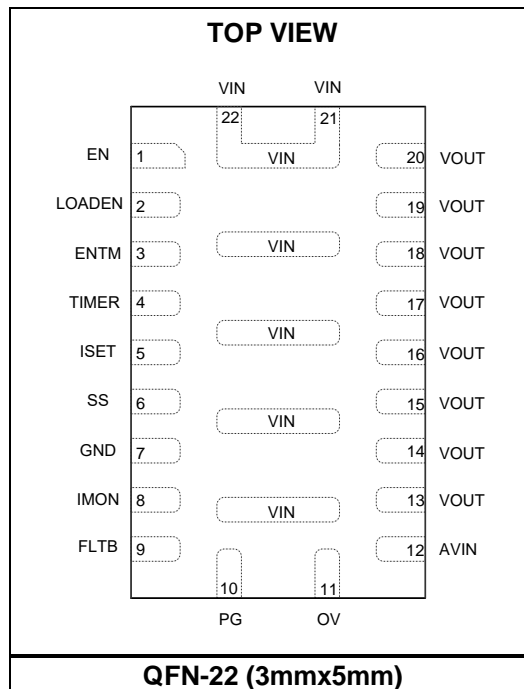 TOP VIEW
VIN VIN
22 21
EN 1 VIN 20 VOUT
LOADEN 2 19 VOUT
ENTM 3 VIN 18 VOUT
TIMER 4 17 VOUT
VIN
ISET 5 16 VOUT
SS 6 15 VOUT
VIN
GND 7 14 VOUT
IMON 8 13 VOUT
VIN
FLTB 9 12 AVIN
10 11
PG OV
QFN-22 (3mmx5mm)